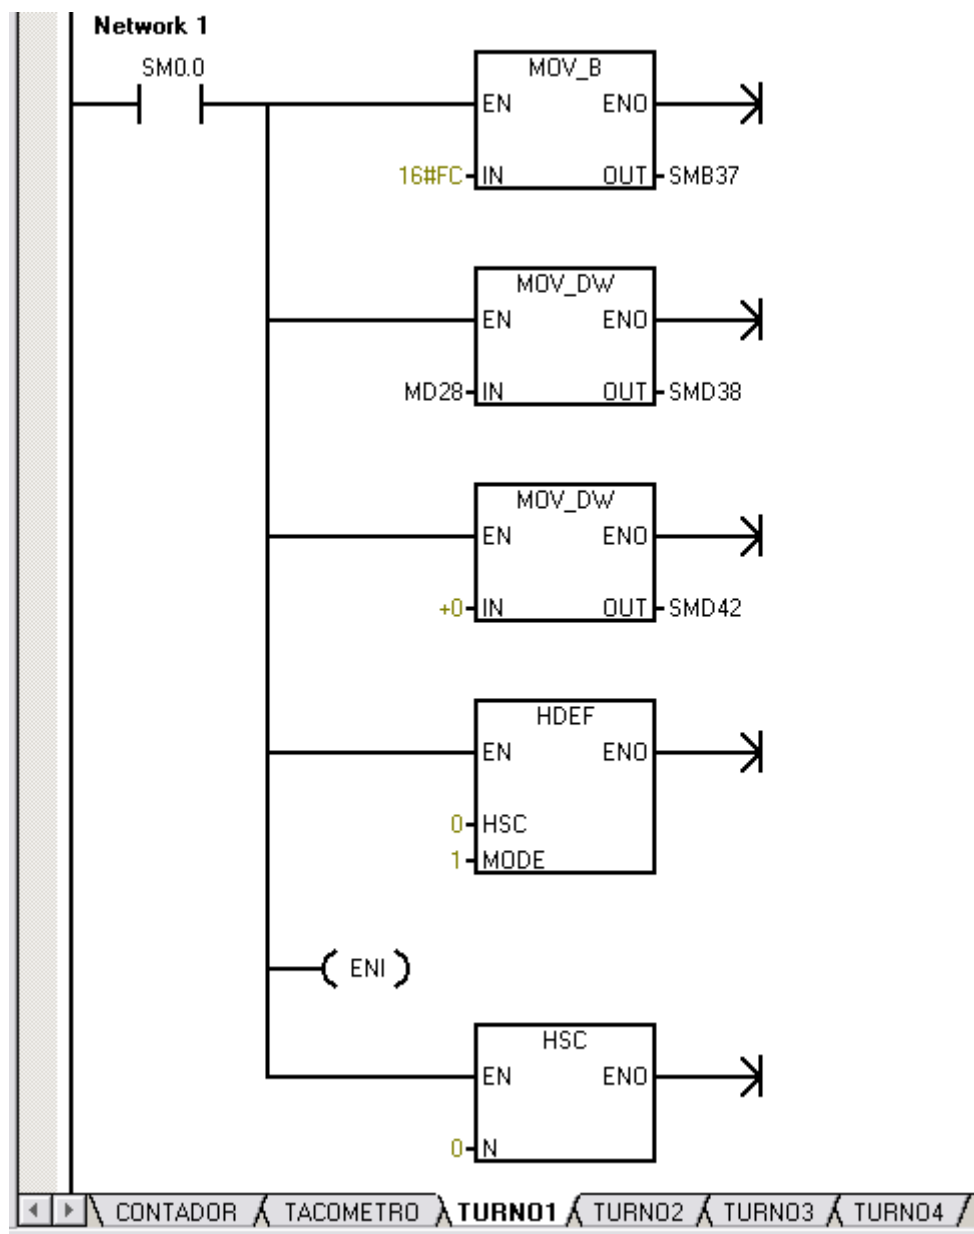 Network 1
SM0.0
MOV_B
EN ENO
16#FC IN OUT SMB37
MOV_DW
EN ENO
MD28 IN OUT SMD38
MOV_DW
EN ENO
+0 IN OUT SMD42
HDEF
EN ENO
0 HSC
1 MODE
( ENI )
HSC
EN ENO
0 N
CONTADOR TACOMETRO TURNO1 TURNO2 TURNO3 TURNO4